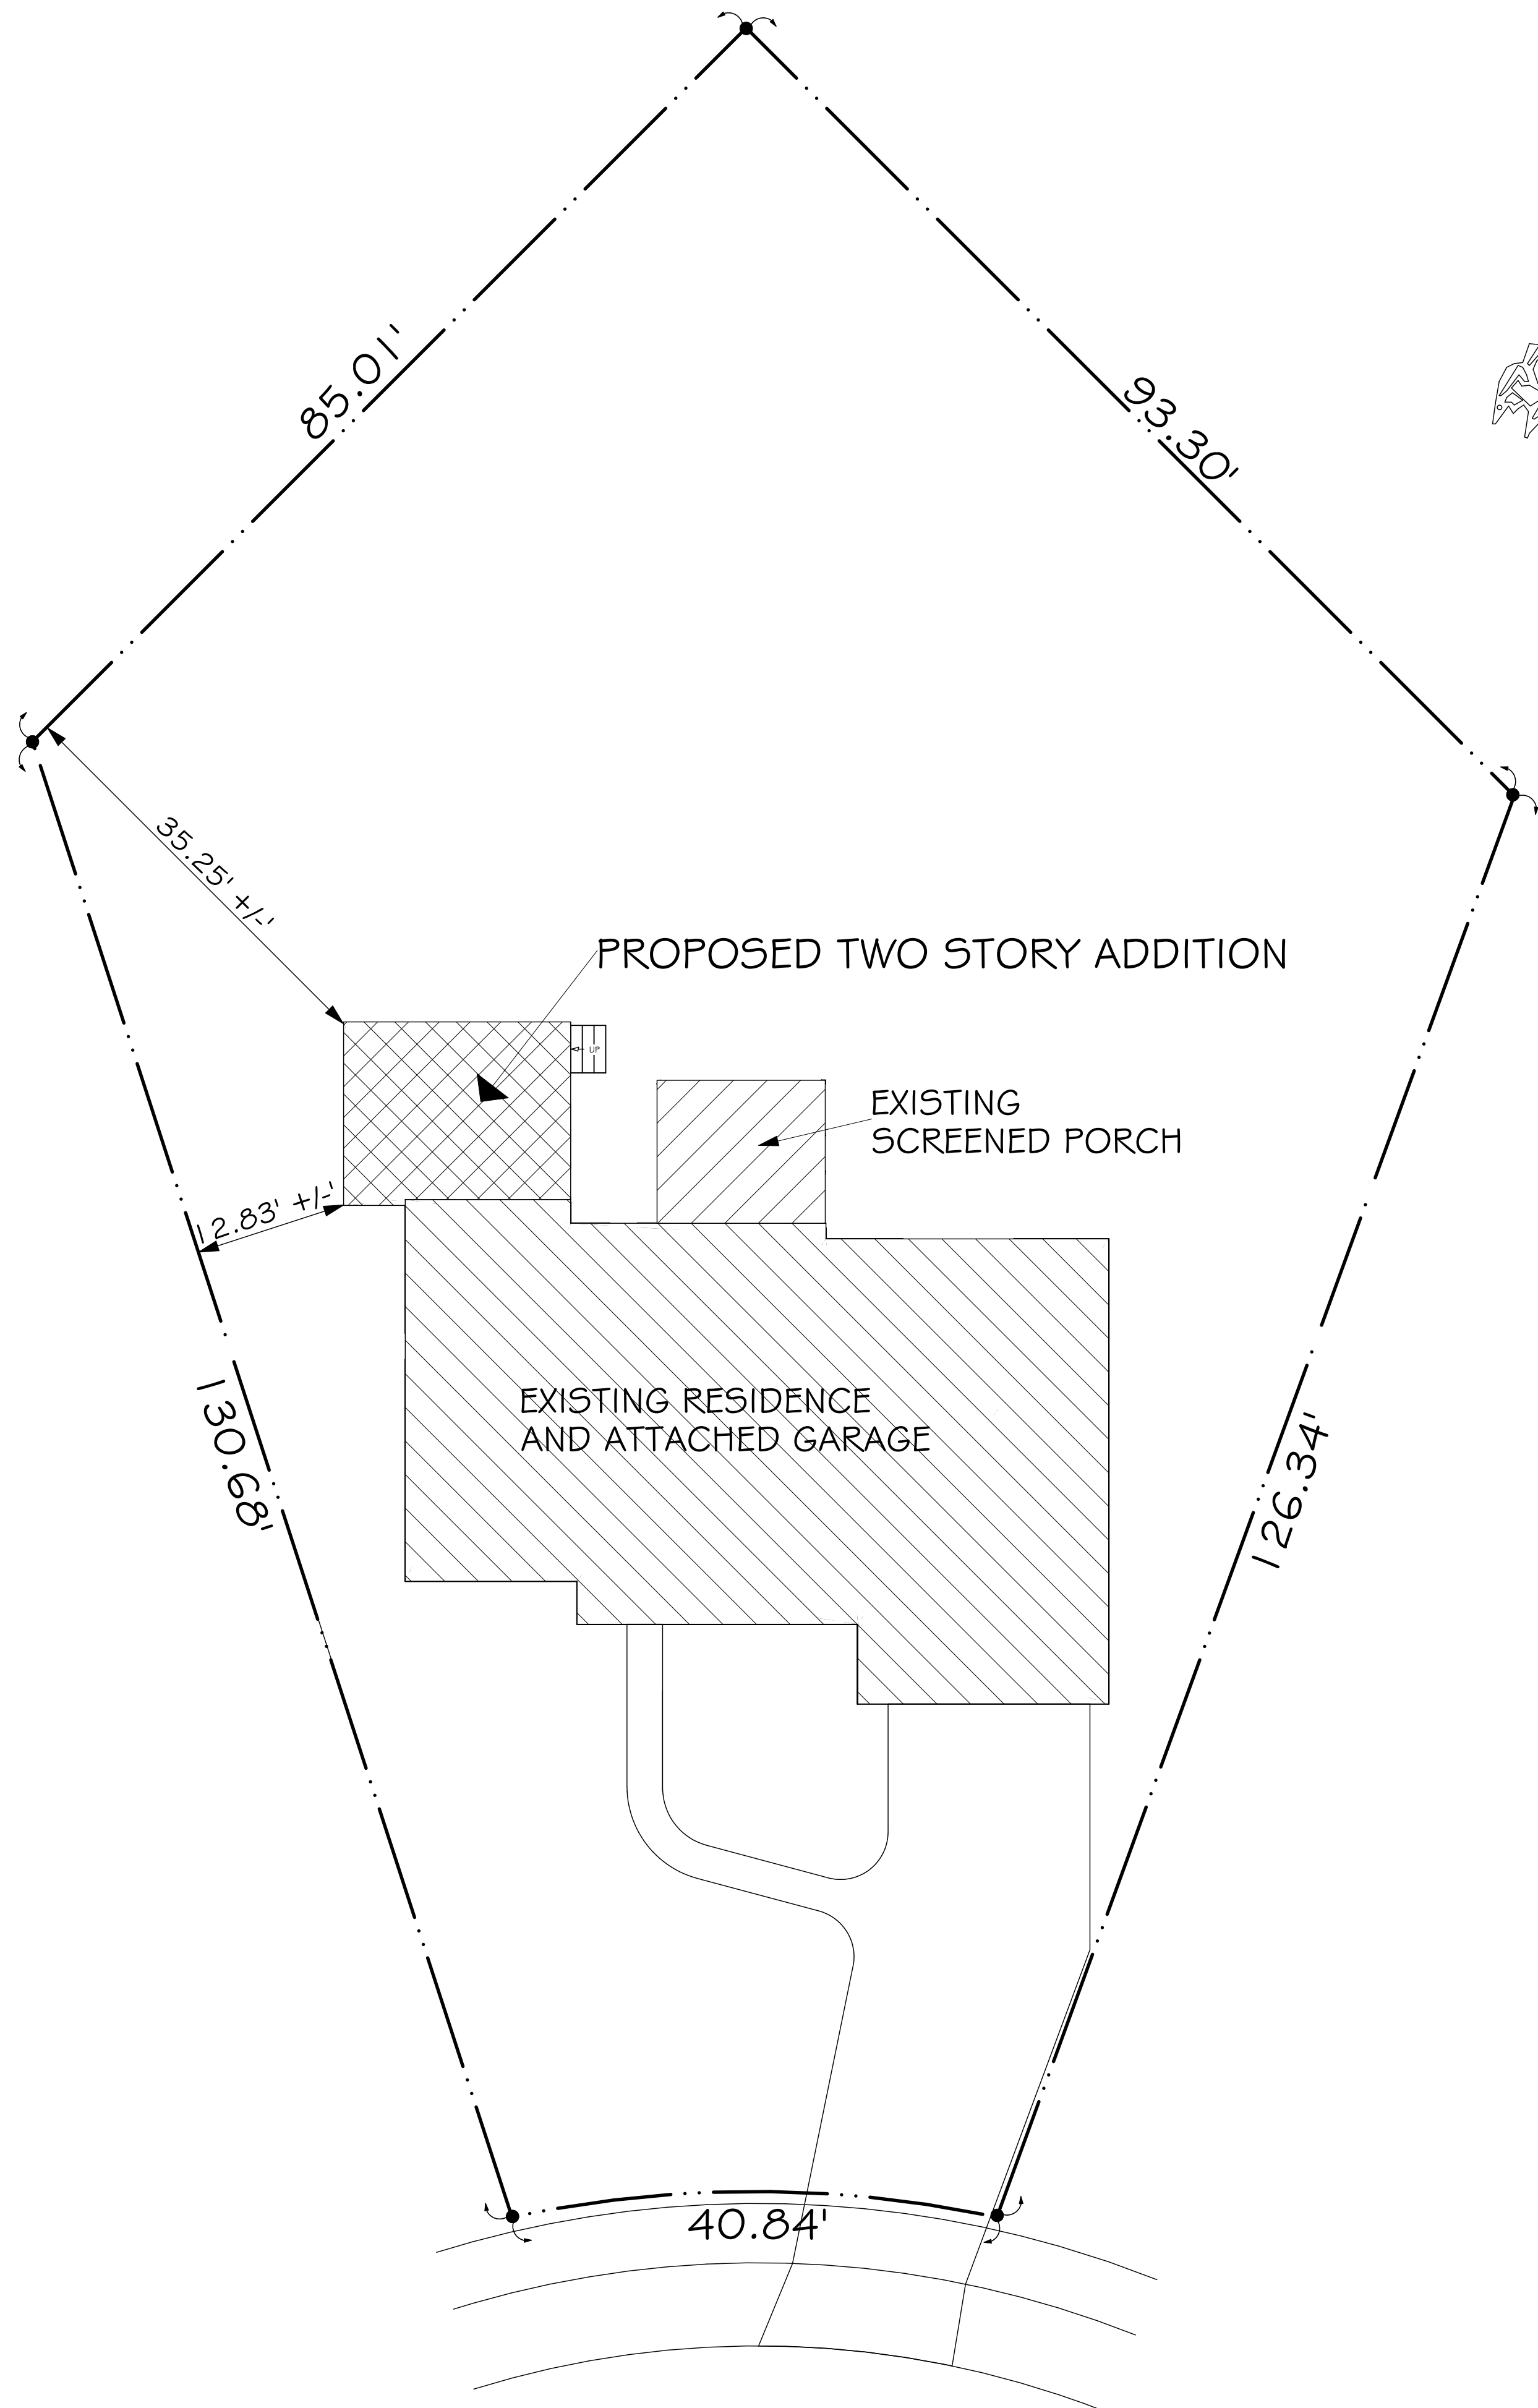 85.01'
93.30'
35.25' +/-'
PROPOSED TWO STORY ADDITION
UP
EXISTING
SCREENED PORCH
12.83' +/-'
EXISTING RESIDENCE
AND ATTACHED GARAGE
130.68'
126.34'
40.84'